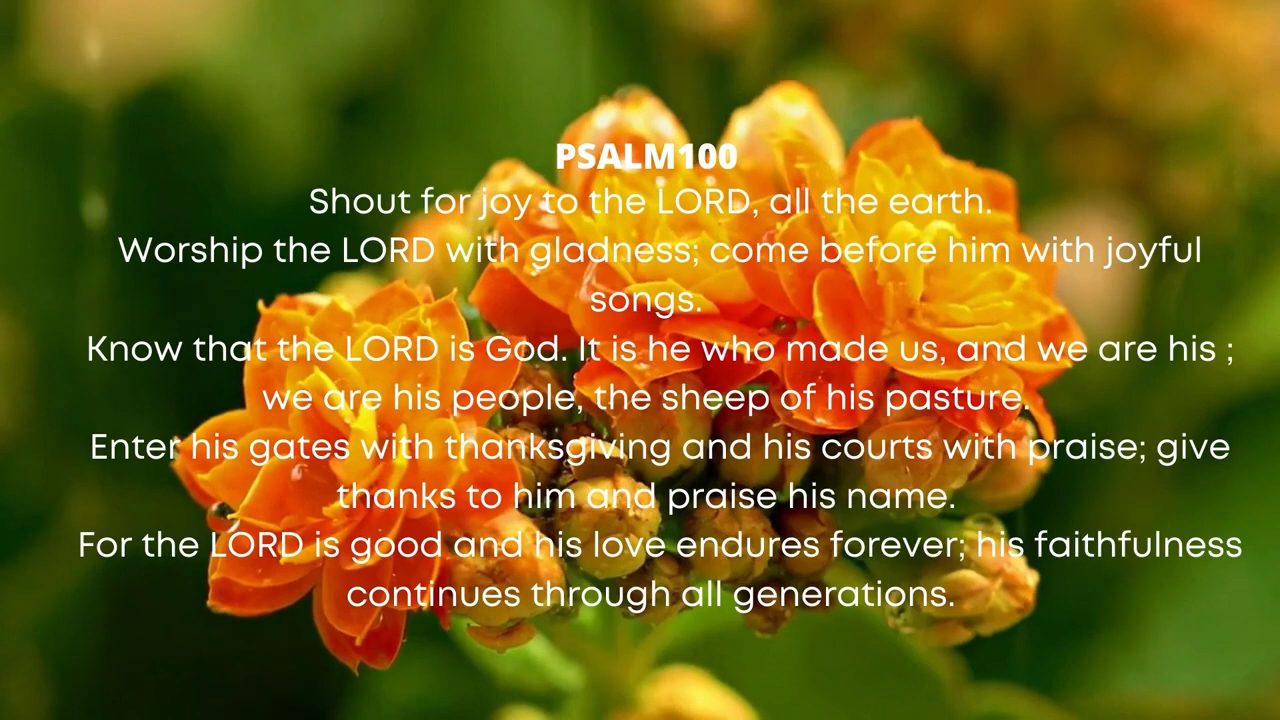 PSALM100
Shout for joy to the LORD, all the earth.
Worship the LORD with gladness; come before him with joyful
songs.
Know that the LORD is God. It is he who made us, and we are his ;
we are his people, the sheep of his pasture.
Enter his gates with thanksgiving and his courts with praise; give
thanks to him and praise his name.
For the LORD is good and his love endures forever; his faithfulness
continues through all generations.